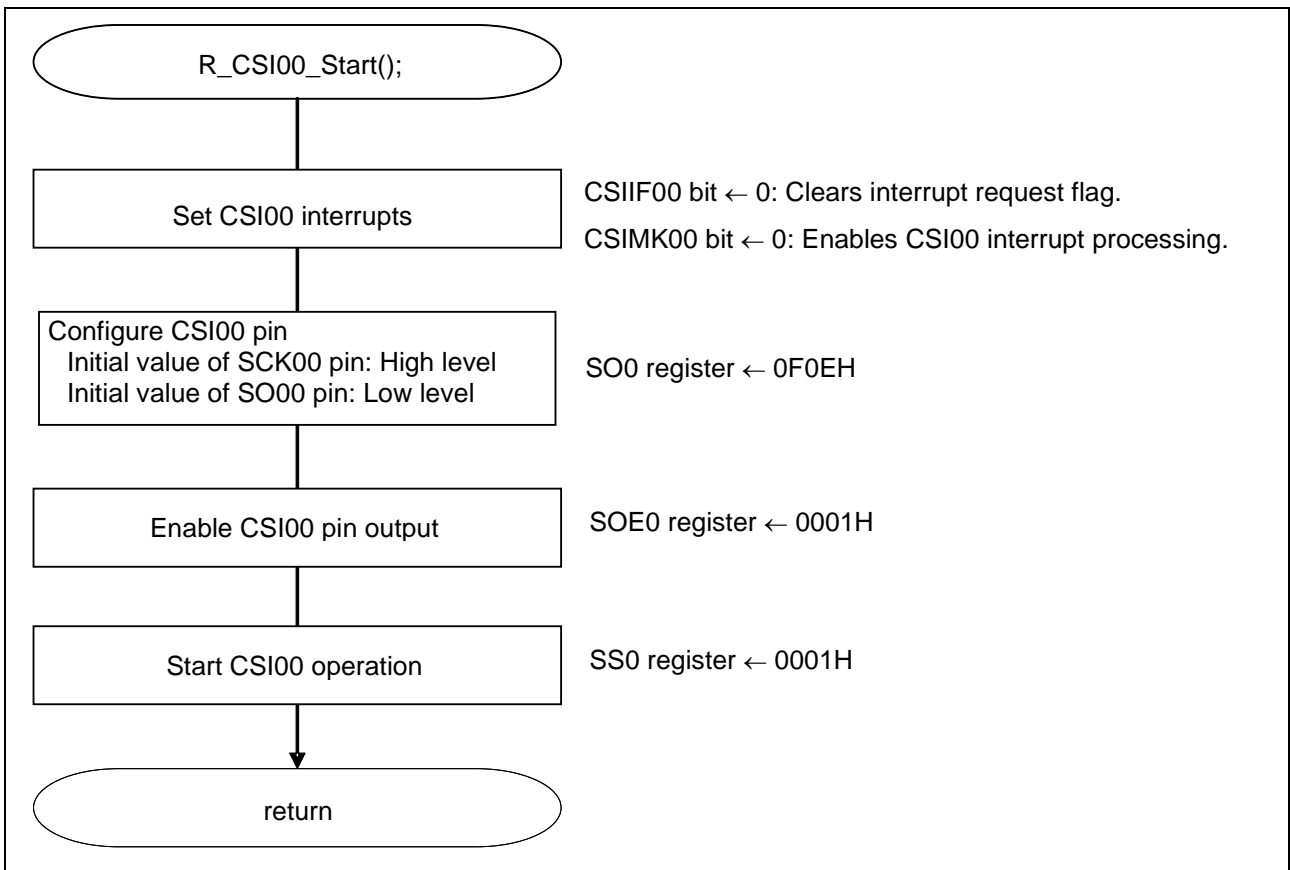 R_CSI00_Start();
Set CSI00 interrupts
CSIIF00 bit ← 0: Clears interrupt request flag.
CSIMK00 bit ← 0: Enables CSI00 interrupt processing.
Configure CSI00 pin
Initial value of SCK00 pin: High level
Initial value of SO00 pin: Low level
SO0 register ← 0F0EH
Enable CSI00 pin output
SOE0 register ← 0001H
Start CSI00 operation
SS0 register ← 0001H
return